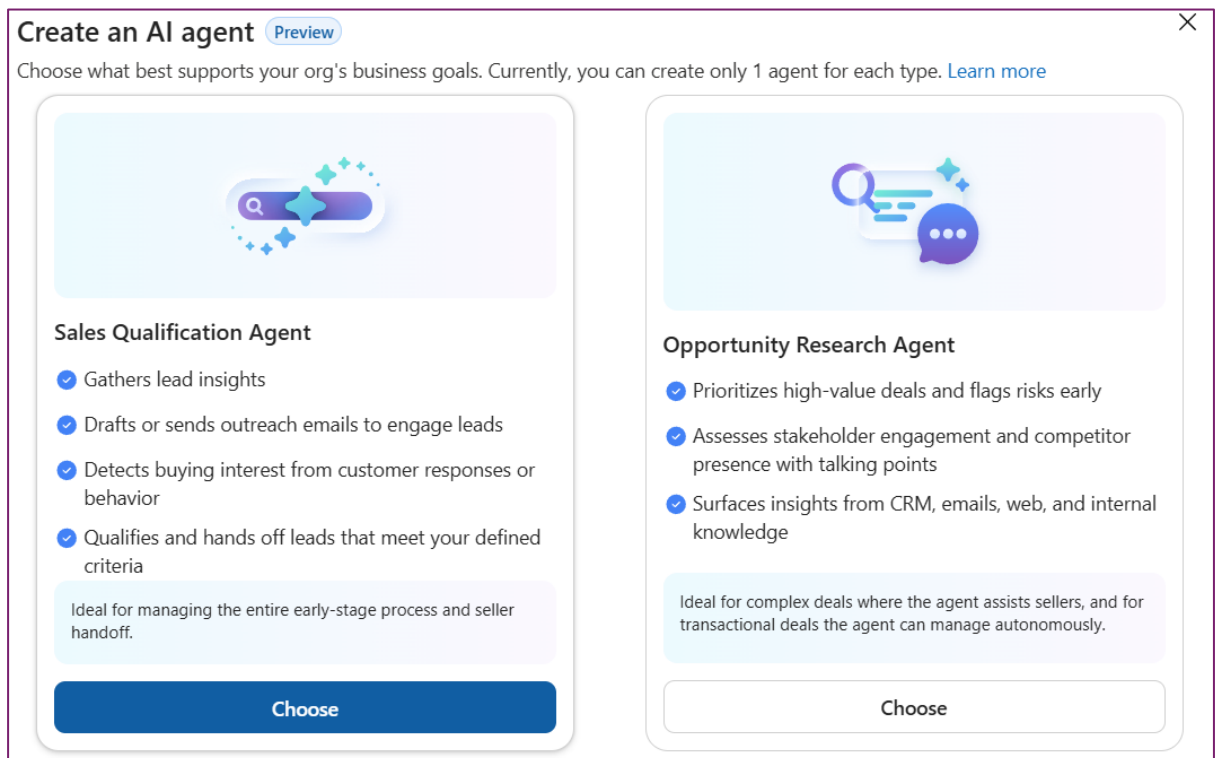 Create an AI agent Preview
Choose what best supports your org's business goals. Currently, you can create only 1 agent for each type. Learn more
Sales Qualification Agent
Gathers lead insights
Drafts or sends outreach emails to engage leads
Detects buying interest from customer responses or
behavior
Qualifies and hands off leads that meet your defined
criteria
Ideal for managing the entire early-stage process and seller
handoff.
Choose
Opportunity Research Agent
Prioritizes high-value deals and flags risks early
Assesses stakeholder engagement and competitor
presence with talking points
Surfaces insights from CRM, emails, web, and internal
knowledge
Ideal for complex deals where the agent assists sellers, and for
transactional deals the agent can manage autonomously.
Choose